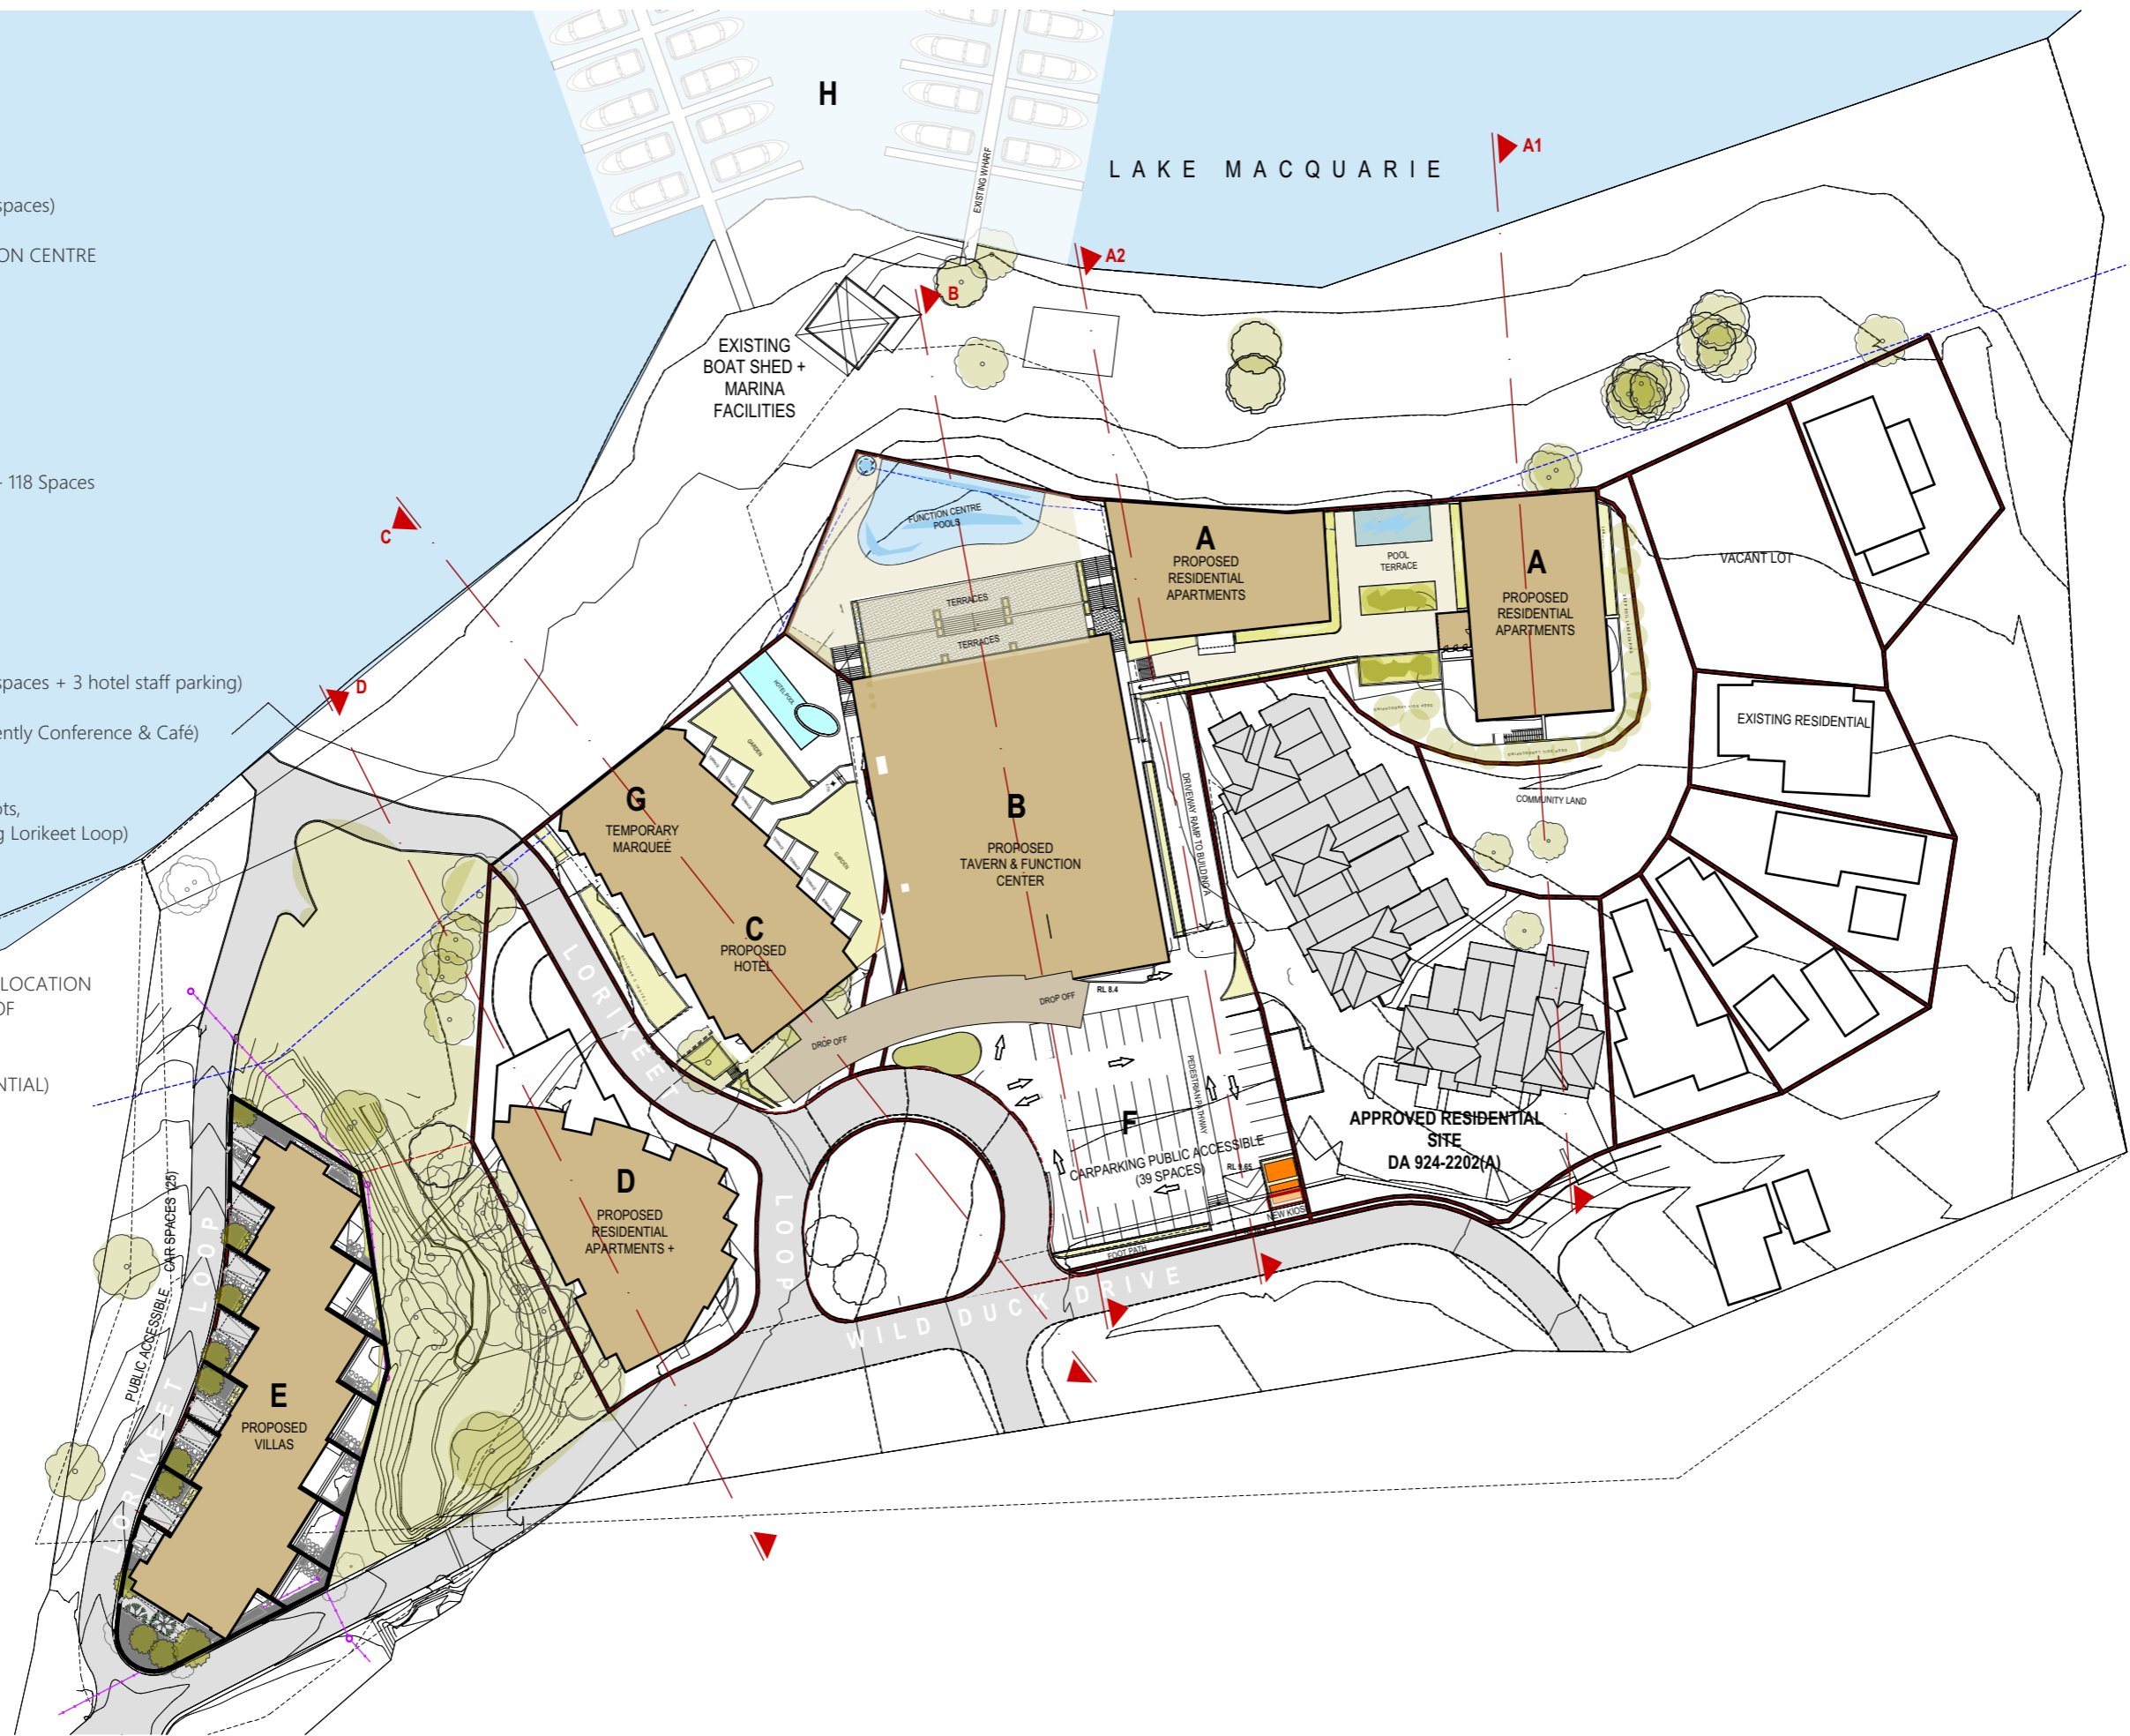 H
EXISTING WHARF
LAKE MACQUARIE
A1
A2
B
spaces)
ON CENTRE
EXISTING
BOAT SHED +
MARINA
FACILITIES
- 118 Spaces
C
FUNCTION CENTRE
POOLS
A
PROPOSED
RESIDENTIAL
APARTMENTS
POOL
TERRACE
A
PROPOSED
RESIDENTIAL
APARTMENTS
VACANT LOT
TERRACES
TERRACES
spaces + 3 hotel staff parking)
D
ently Conference & Café)
HOTEL POOL
GARDEN
EXISTING RESIDENTIAL
ots,
g Lorikeet Loop)
G
TEMPORARY
MARQUEE
B
PROPOSED
TAVERN & FUNCTION
CENTER
DRIVEWAY RAMP TO BUILDING A
COMMUNITY LAND
GARDEN
C
PROPOSED
HOTEL
LOCATION
OF
NTIAL)
LORIKEET
DROP OFF
DROP OFF
RL 8.4
PEDESTRIAN PATHWAY
F
CARPARKING PUBLIC ACCESSIBLE
(39 SPACES)
RL 9.65
NEW KIOS
FOOT PATH
APPROVED RESIDENTIAL
SITE
DA 924-2202(A)
D
PROPOSED
RESIDENTIAL
APARTMENTS +
LOOP
WILD DUCK DRIVE
PUBLIC ACCESSIBLE CAR SPACES (25)
LORIKEET LOOP
E
PROPOSED
VILLAS